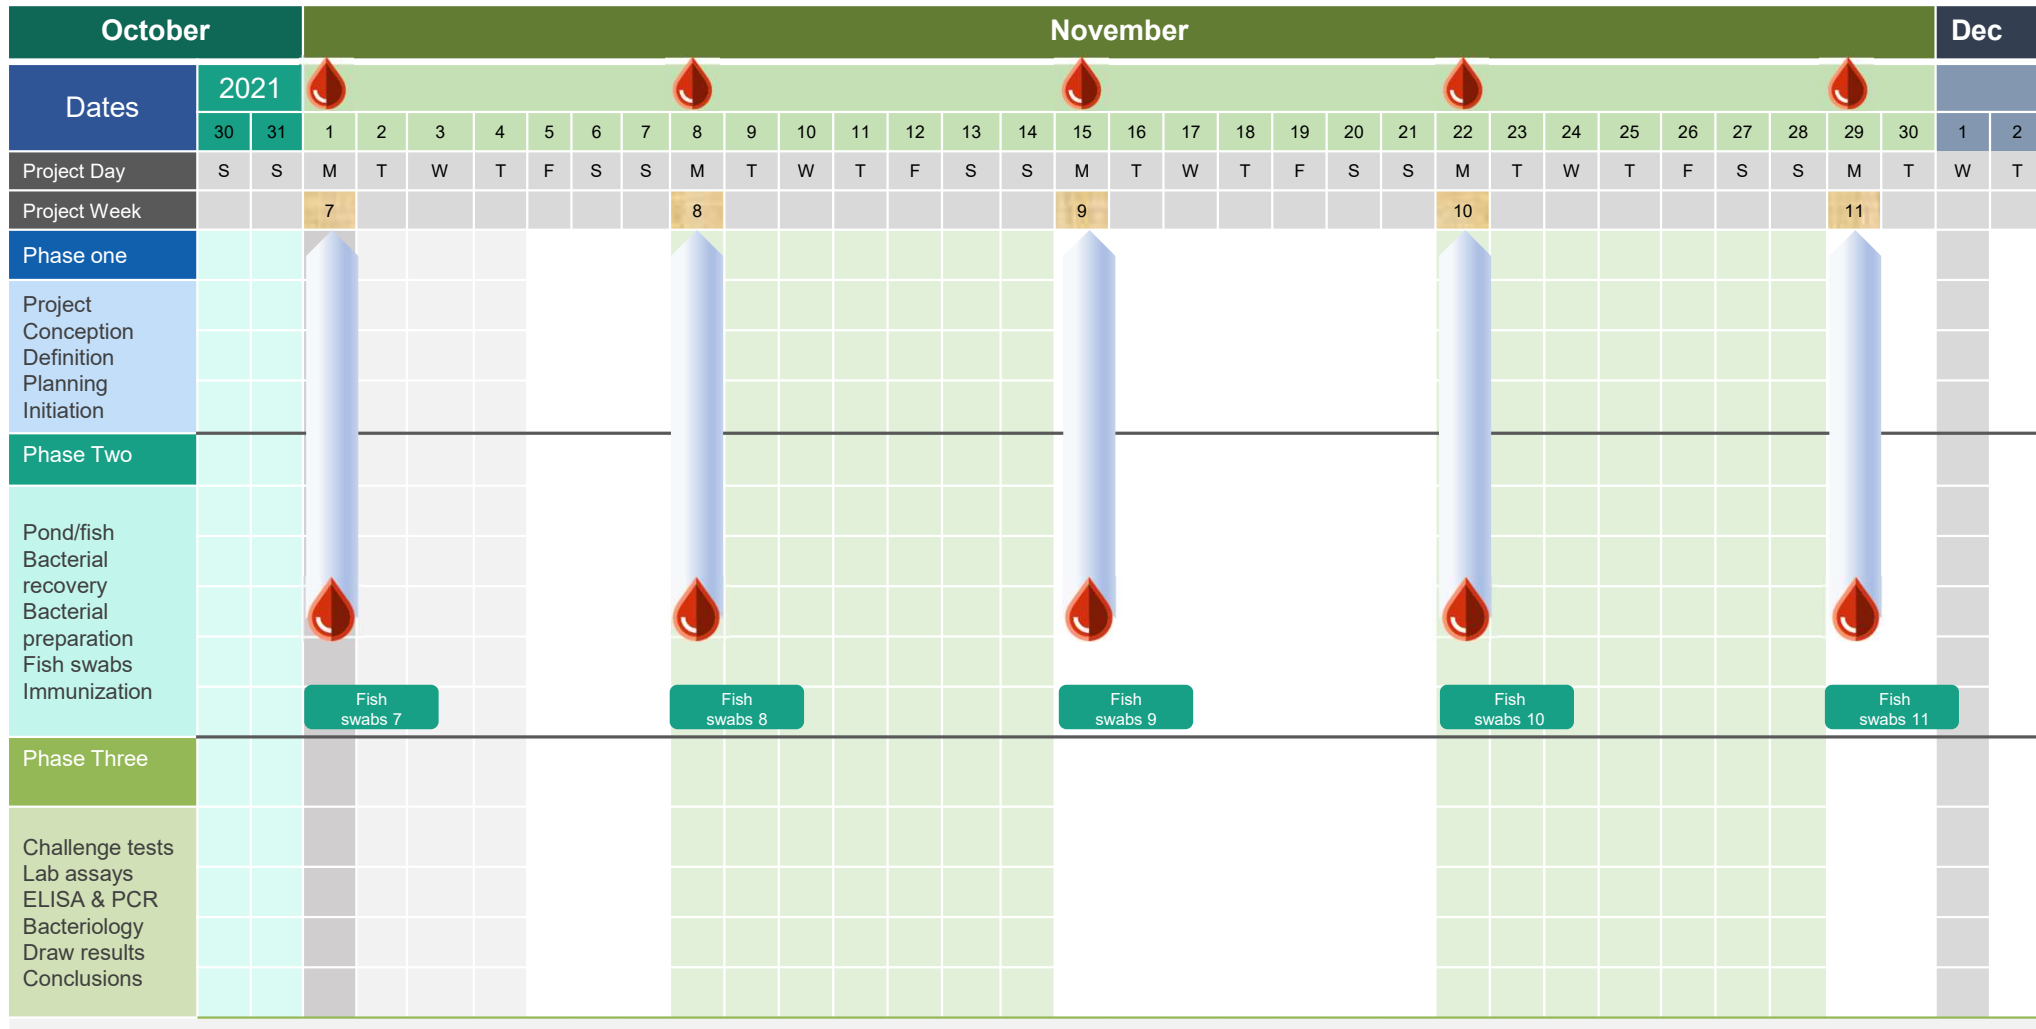 October
November
Dec
Dates
2021
30 31 1 2 3 4 5 6 7 8 9 10 11 12 13 14 15 16 17 18 19 20 21 22 23 24 25 26 27 28 29 30 1 2
Project Day S S M T W T F S S M T W T F S S M T W T F S S M T W T F S S M T W T
Project Week 7 8 9 10 11
Phase one
Project
Conception
Definition
Planning
Initiation
Phase Two
Pond/fish
Bacterial
recovery
Bacterial
preparation
Fish swabs
Immunization
Fish
swabs 7
Fish
swabs 8
Fish
swabs 9
Fish
swabs 10
Fish
swabs 11
Phase Three
Challenge tests
Lab assays
ELISA & PCR
Bacteriology
Draw results
Conclusions